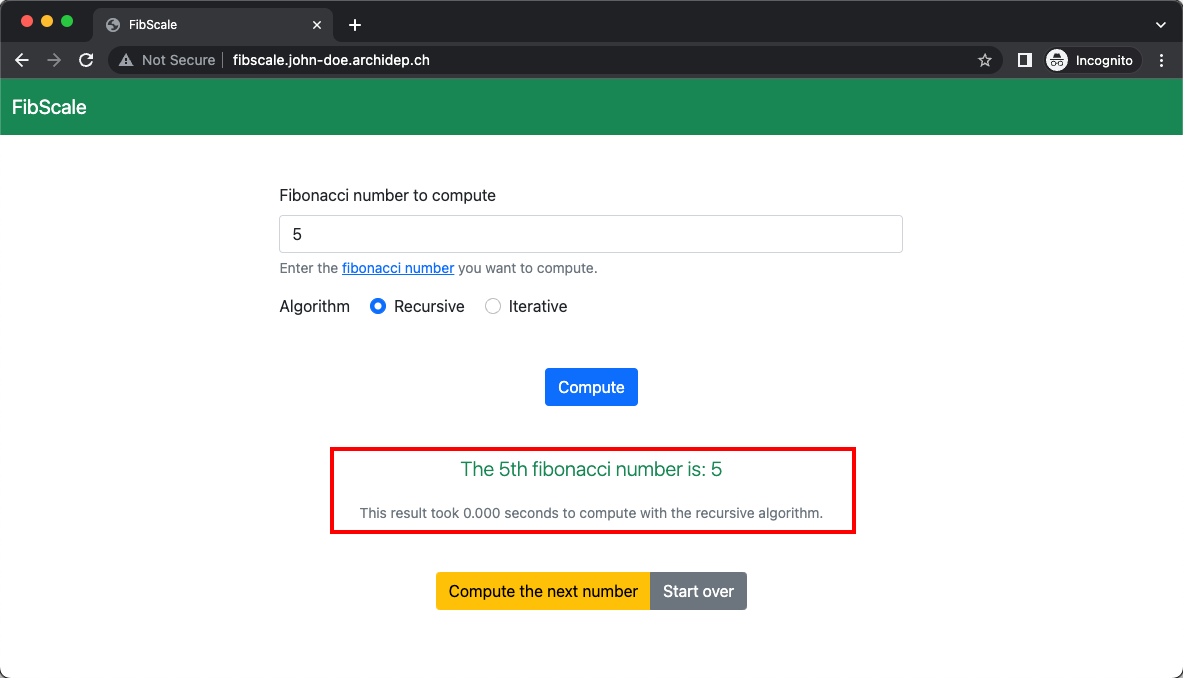 FibScale
Not Secure fibscale.john-doe.archidep.ch Incognito
FibScale
Fibonacci number to compute
5
Enter the fibonacci number you want to compute.
Algorithm Recursive Iterative
Compute
The 5th fibonacci number is: 5
This result took 0.000 seconds to compute with the recursive algorithm.
Compute the next number Start over